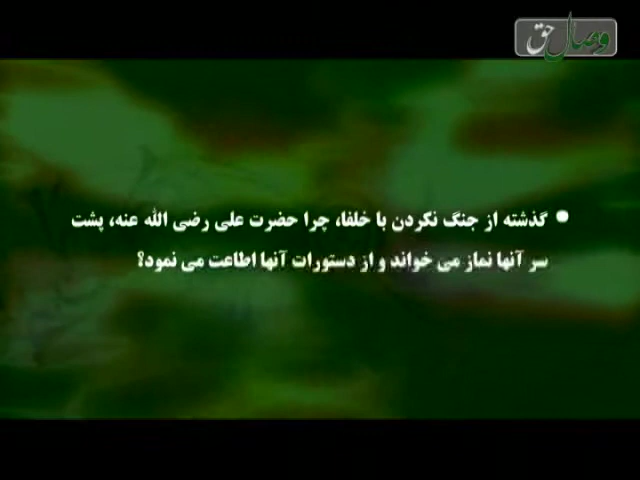 وصال حق
• گذشته از جنگ نکردن با خلفا، چرا حضرت علی رضی الله عنه، پشت
سر آنها نماز می خواند و از دستورات آنها اطاعت می نمود؟